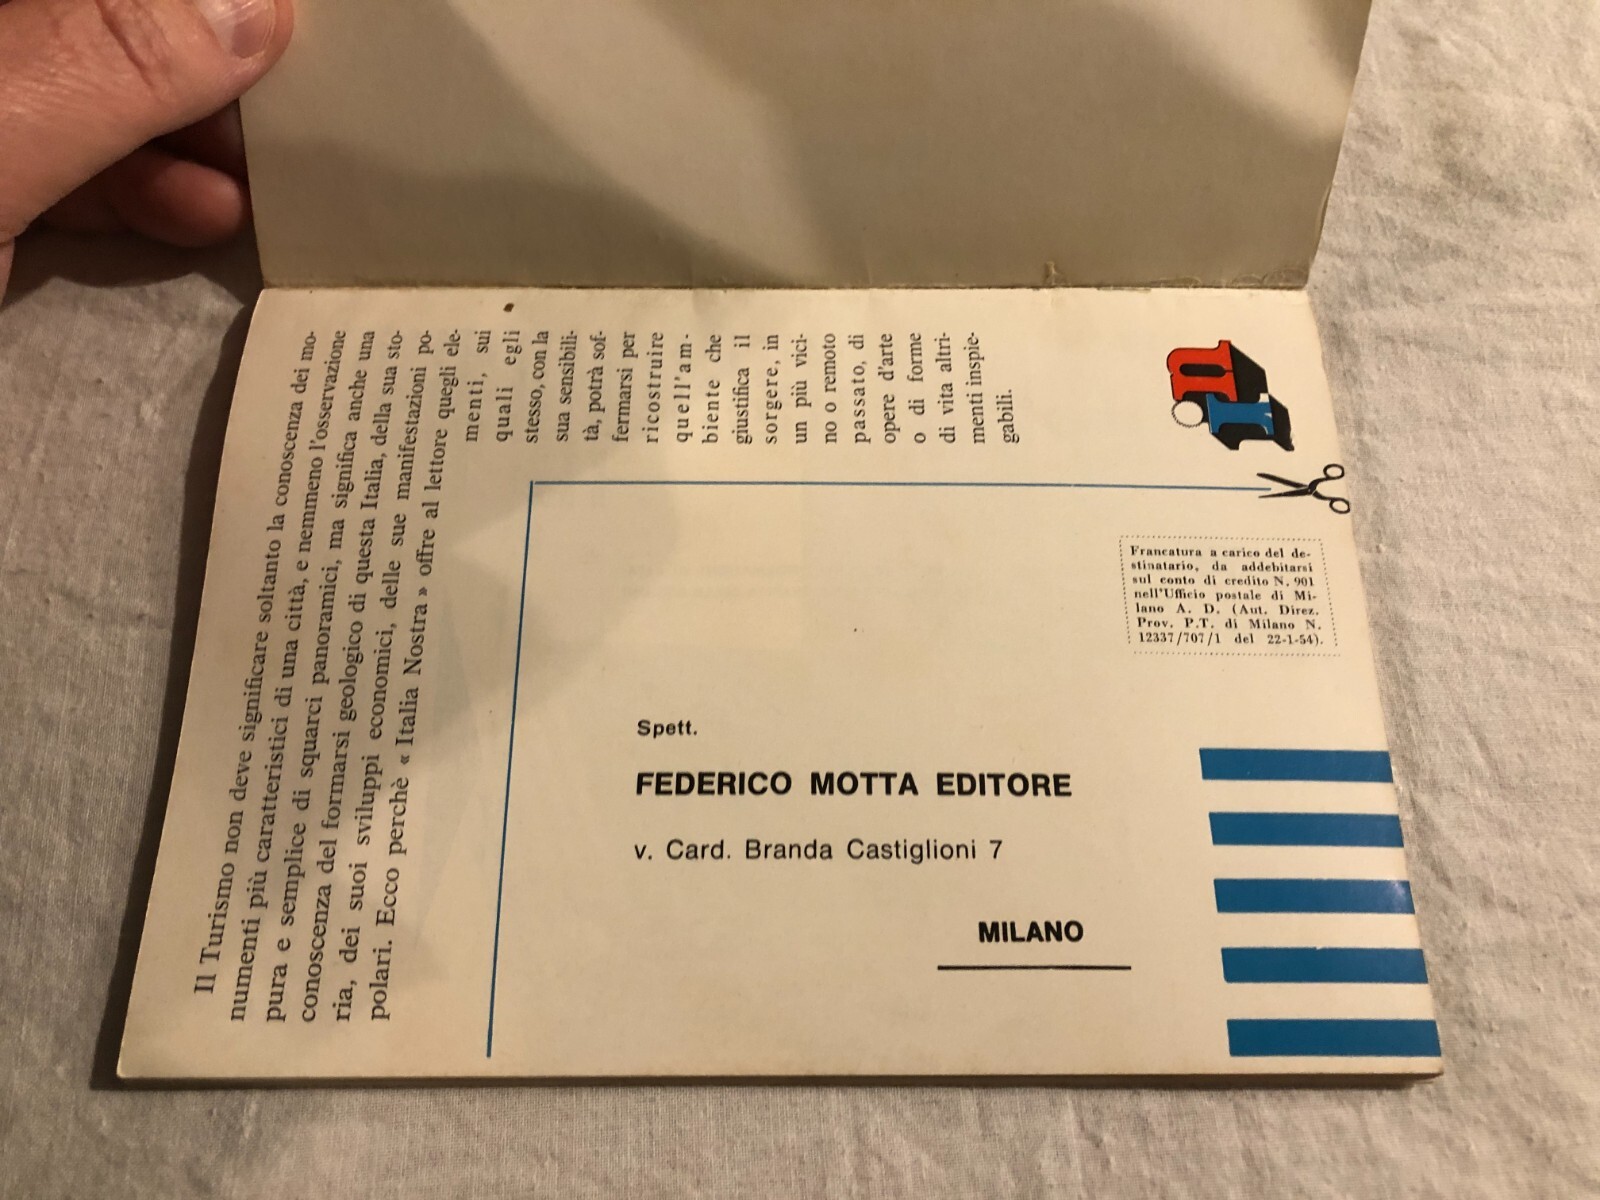 Il Turismo non deve significare soltanto la conoscenza dei mo-
numenti più caratteristici di una città, e nemmeno l'osservazione
pura e semplice di squarci panoramici, ma significa anche una
conoscenza del formarsi geologico di questa Italia, della sua sto-
ria, dei suoi sviluppi economici, delle sue manifestazioni po-
polari. Ecco perchè « Italia Nostra » offre al lettore quegli ele-
menti, sui
quali egli
stesso, con la
sua sensibili-
tà, potrà sof-
fermarsi per
ricostruire
quell'am-
biente che
giustifica il
sorgere, in
un più vici-
no o remoto
passato, di
opere d'arte
o di forme
di vita altri-
menti inspie-
gabili.
in
Francatura a carico del de-
stinatario, da addebitarsi
sul conto di credito N. 901
nell'Ufficio postale di Mi-
lano A. D. (Aut. Direz.
Prov. P.T. di Milano N.
12337/707/1 del 22-1-54).
Spett.
FEDERICO MOTTA EDITORE
v. Card. Branda Castiglioni 7
MILANO